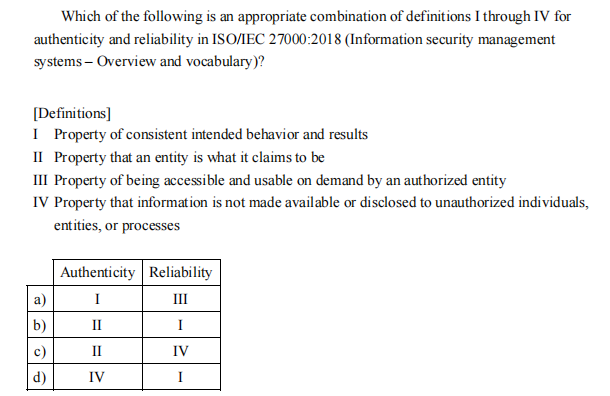 Which of the following is an appropriate combination of definitions I through IV for
authenticity and reliability in ISO/IEC 27000:2018 (Information security management
systems – Overview and vocabulary)?
[Definitions]
I Property of consistent intended behavior and results
II Property that an entity is what it claims to be
III Property of being accessible and usable on demand by an authorized entity
IV Property that information is not made available or disclosed to unauthorized individuals,
entities, or processes
Authenticity Reliability
a) I III
b) II I
c) II IV
d) IV I